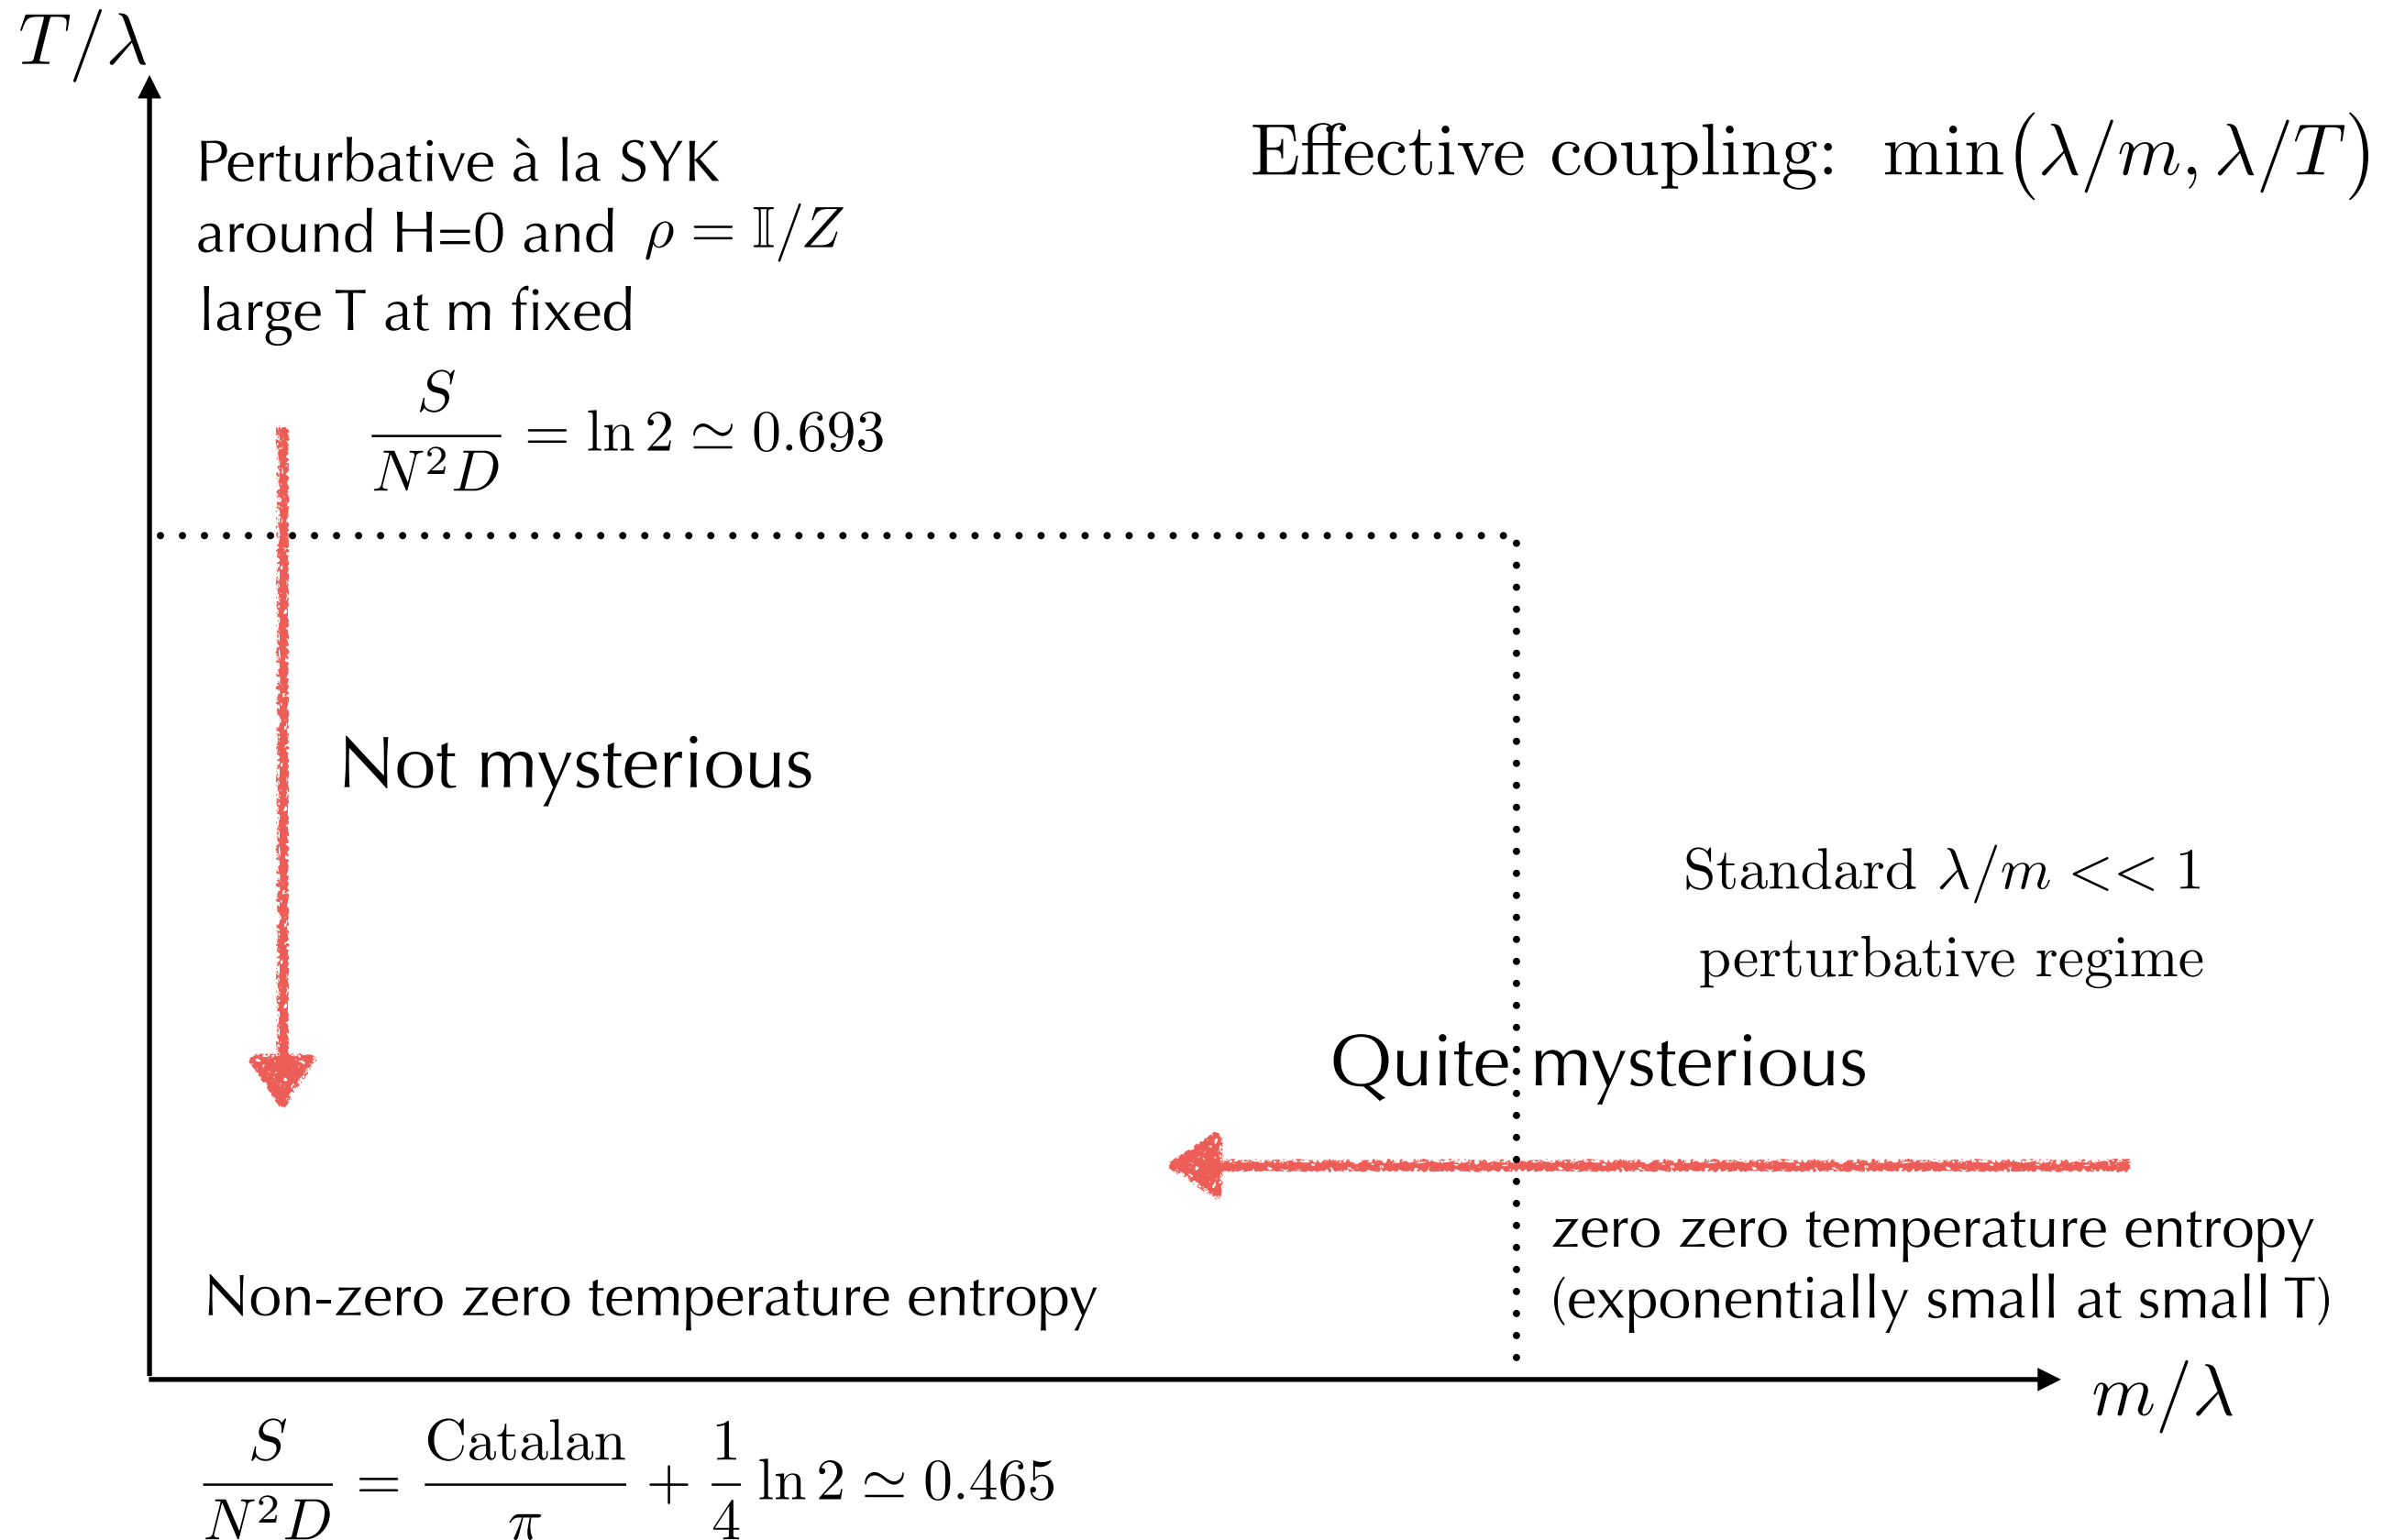 T/λ
Perturbative à la SYK
around H=0 and ρ = 𝕀/Z
large T at m fixed
S/N²D = ln 2 ≃ 0.693
Effective coupling: min(λ/m, λ/T)
Not mysterious
Standard λ/m << 1
perturbative regime
Quite mysterious
zero zero temperature entropy
(exponentially small at small T)
Non-zero zero temperature entropy
m/λ
S/N²D = Catalan/π + 1/4 ln 2 ≃ 0.465